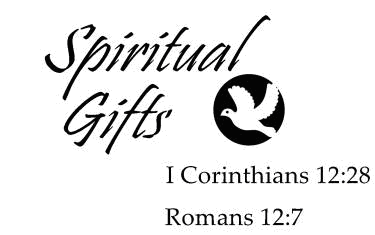 Spiritual
Gifts
I Corinthians 12:28
Romans 12:7